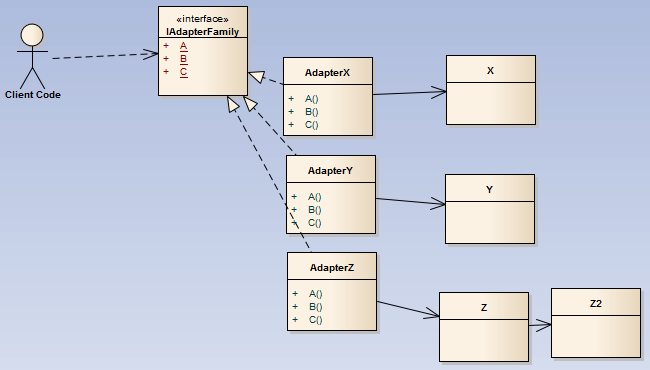 «interface»
IAdapterFamily
+ A
+ B
+ C
Client Code
AdapterX
+ A()
+ B()
+ C()
X
AdapterY
+ A()
+ B()
+ C()
Y
AdapterZ
+ A()
+ B()
+ C()
Z
Z2